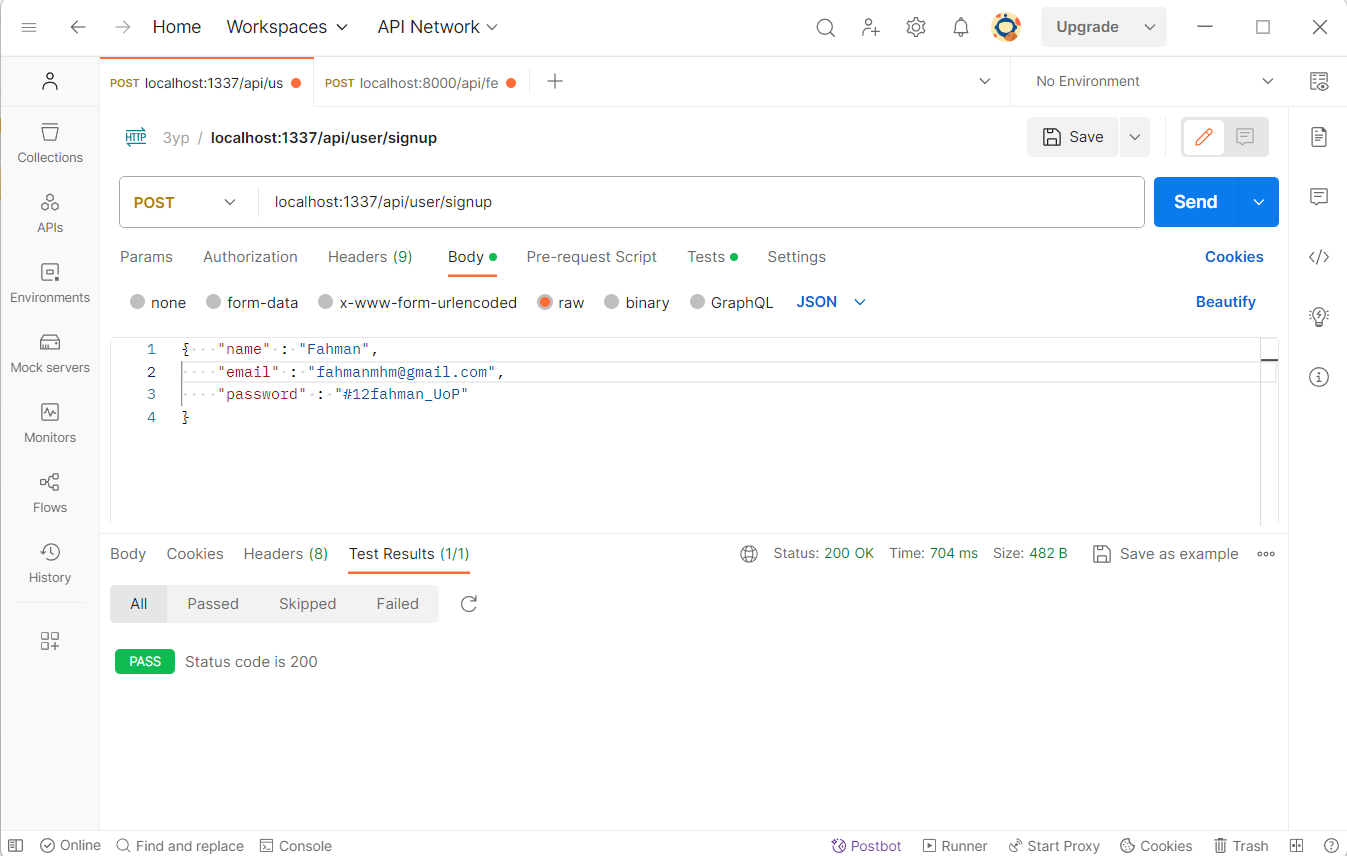 Home Workspaces API Network Upgrade
POST localhost:1337/api/us POST localhost:8000/api/fe No Environment
HTTP 3yp / localhost:1337/api/user/signup Save
Collections
APIs
Environments
Mock servers
Monitors
Flows
History
POST localhost:1337/api/user/signup Send
Params Authorization Headers (9) Body Pre-request Script Tests Settings Cookies
none form-data x-www-form-urlencoded raw binary GraphQL JSON Beautify
1 { "name" : "Fahman",
2 "email" : "fahmanmhm@gmail.com",
3 "password" : "#12fahman_UoP"
4 }
Body Cookies Headers (8) Test Results (1/1) Status: 200 OK Time: 704 ms Size: 482 B Save as example
All Passed Skipped Failed
PASS Status code is 200
Online Find and replace Console Postbot Runner Start Proxy Cookies Trash